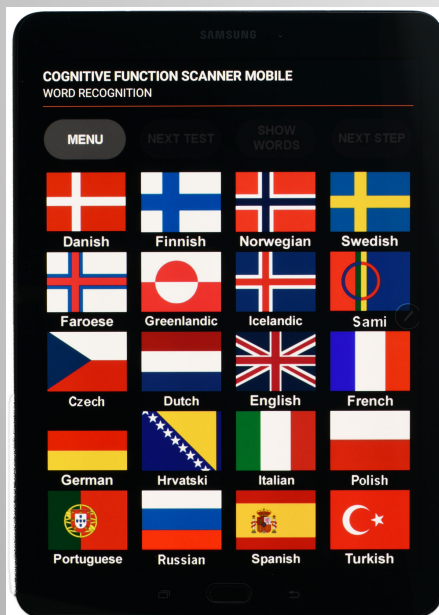 SAMSUNG
COGNITIVE FUNCTION SCANNER MOBILE
WORD RECOGNITION
MENU
NEXT TEST
SHOW
WORDS
NEXT STEP
Danish Finnish Norwegian Swedish
Faroese Greenlandic Icelandic Sami
Czech Dutch English French
German Hrvatski Italian Polish
Portuguese Russian Spanish Turkish